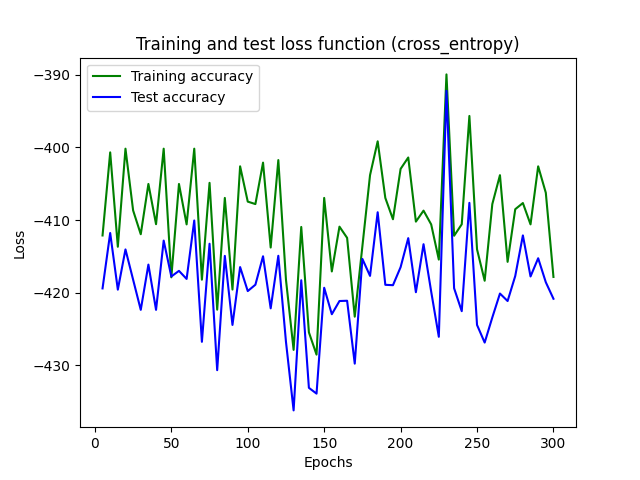 Training and test loss function (cross_entropy)
Training accuracy
Test accuracy
−390
−400
−410
−420
−430
Loss
0
50
100
150
200
250
300
Epochs